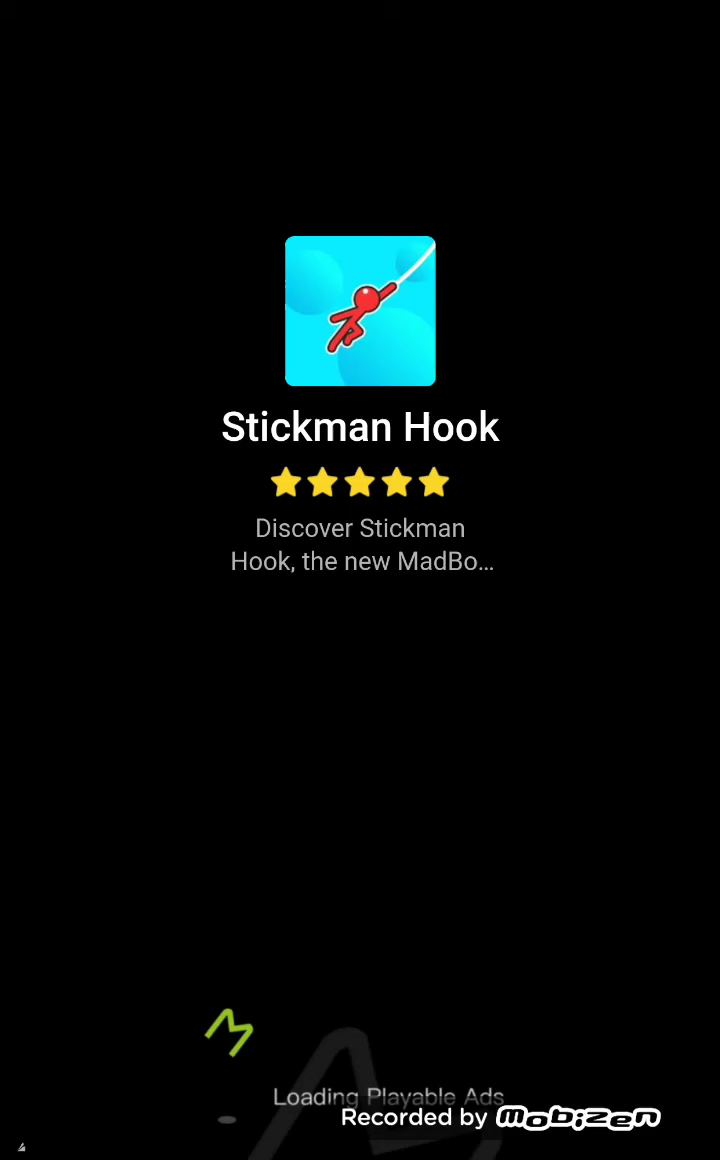 Stickman Hook
Discover Stickman
Hook, the new MadBo...
Loading Playable Ads
Recorded by mobizen